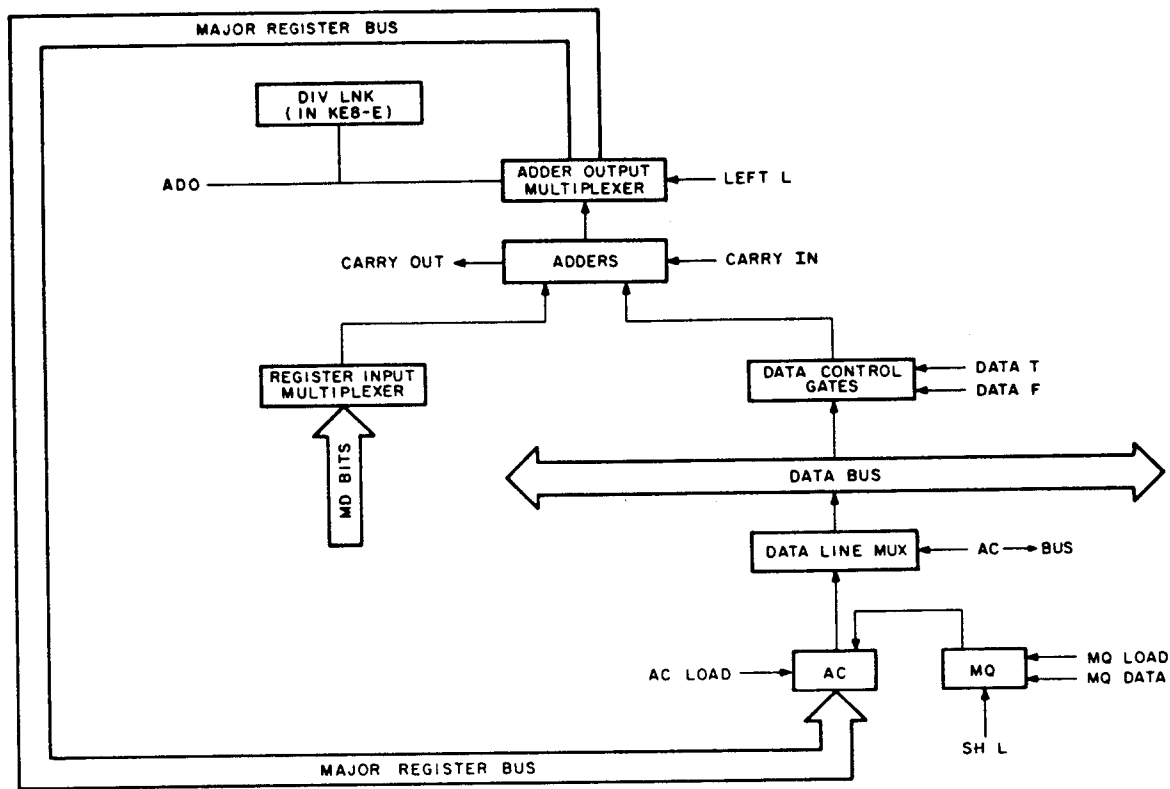 MAJOR REGISTER BUS
DIV LNK
(IN KE8-E)
ADO
ADDER OUTPUT
MULTIPLEXER
LEFT L
CARRY OUT
ADDERS
CARRY IN
REGISTER INPUT
MULTIPLEXER
DATA CONTROL
GATES
DATA T
DATA F
MD BITS
DATA BUS
DATA LINE MUX
AC → BUS
AC LOAD
AC
MQ
MQ LOAD
MQ DATA
SH L
MAJOR REGISTER BUS